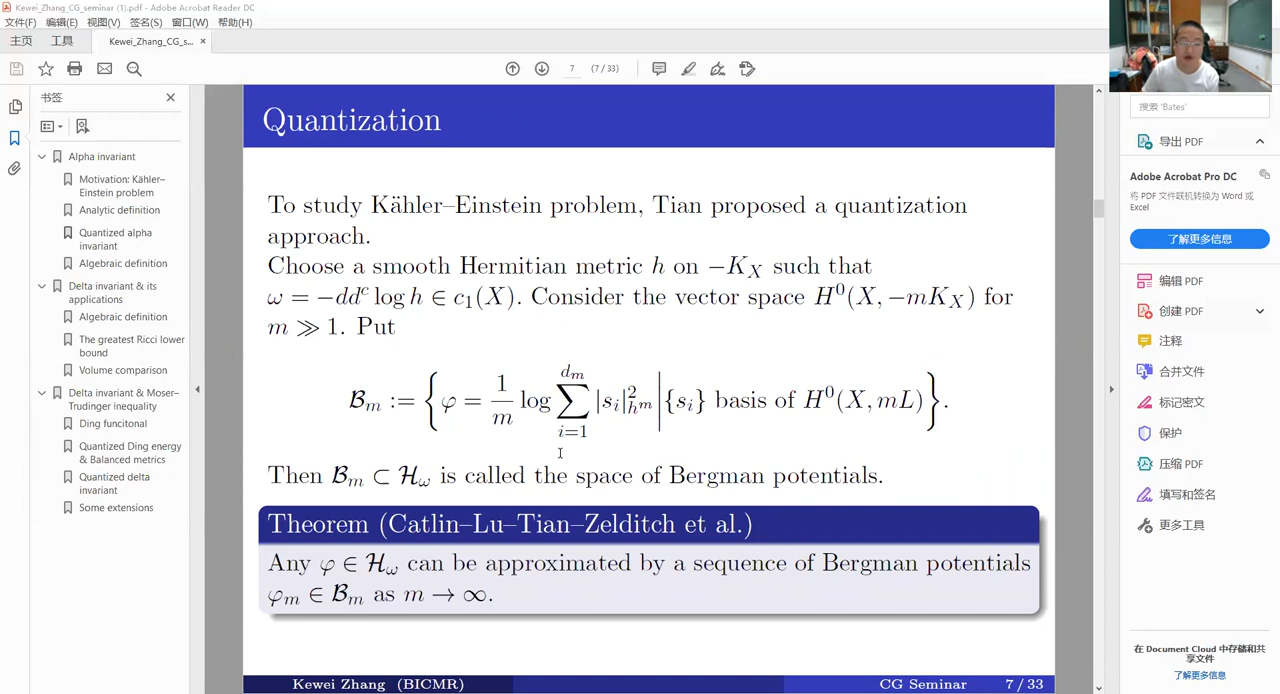 Kewei_Zhang_CG_seminar (1).pdf - Adobe Acrobat Reader DC
文件(F) 编辑(E) 视图(V) 签名(S) 窗口(W) 帮助(H)
主页 工具 Kewei_Zhang_CG_s... ×
7 (7 / 33)
书签
Alpha invariant
Motivation: Kähler–
Einstein problem
Analytic definition
Quantized alpha
invariant
Algebraic definition
Delta invariant & its
applications
Algebraic definition
The greatest Ricci lower
bound
Volume comparison
Delta invariant & Moser–
Trudinger inequality
Ding funcitonal
Quantized Ding energy
& Balanced metrics
Quantized delta
invariant
Some extensions
Quantization
To study Kähler–Einstein problem, Tian proposed a quantization
approach.
Choose a smooth Hermitian metric h on −K_X such that
ω = −dd^c log h ∈ c_1(X). Consider the vector space H^0(X, −mK_X) for
m ≫ 1. Put
𝓑_m := { φ = \frac{1}{m} log ∑_{i=1}^{d_m} |s_i|^2_{h^m} | {s_i} basis of H^0(X, mL) }.
Then 𝓑_m ⊂ 𝓗_ω is called the space of Bergman potentials.
Theorem (Catlin–Lu–Tian–Zelditch et al.)
Any φ ∈ 𝓗_ω can be approximated by a sequence of Bergman potentials
φ_m ∈ 𝓑_m as m → ∞.
Kewei Zhang (BICMR) CG Seminar 7 / 33
搜索 'Bates'
导出 PDF
Adobe Acrobat Pro DC
将 PDF 文件联机转换为 Word 或
Excel
了解更多信息
编辑 PDF
创建 PDF
注释
合并文件
标记密文
保护
压缩 PDF
填写和签名
更多工具
在 Document Cloud 中存储和共
享文件
了解更多信息